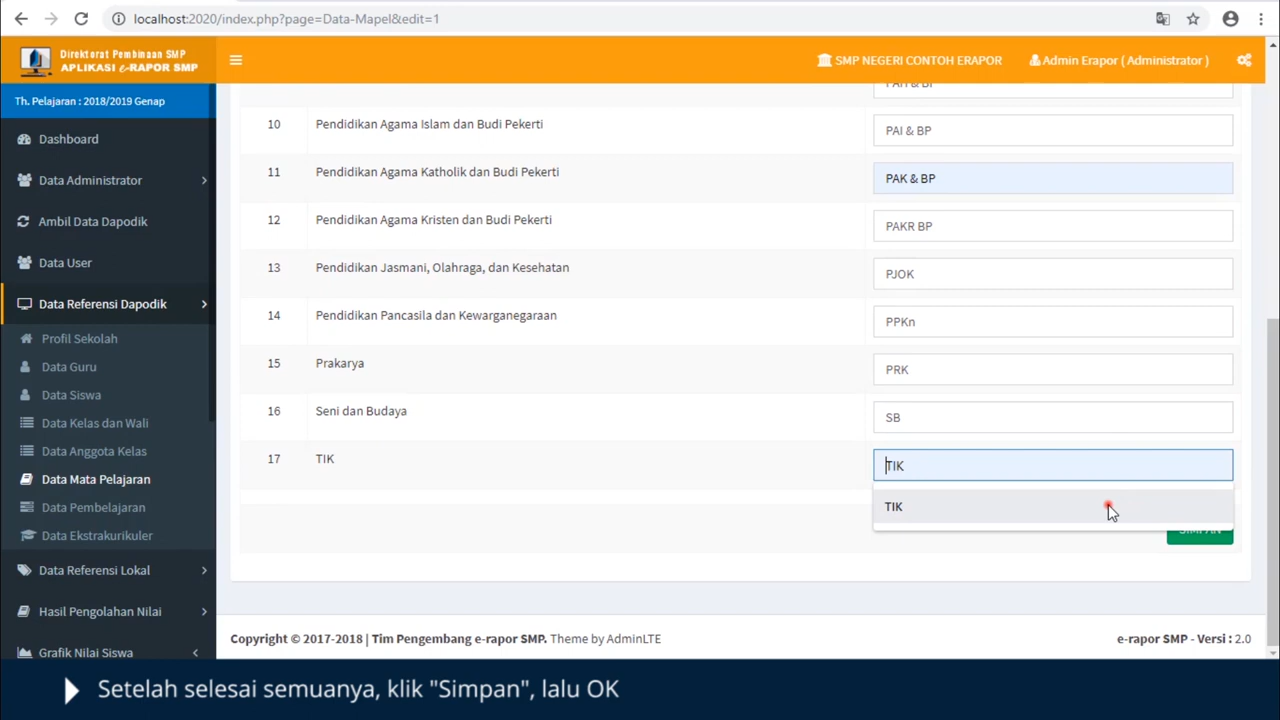 localhost:2020/index.php?page=Data-Mapel&edit=1
Direktorat Pembinaan SMP
APLIKASI e-RAPOR SMP
SMP NEGERI CONTOH ERAPOR
Admin Erapor ( Administrator )
Th. Pelajaran : 2018/2019 Genap
Dashboard
Data Administrator
Ambil Data Dapodik
Data User
Data Referensi Dapodik
Profil Sekolah
Data Guru
Data Siswa
Data Kelas dan Wali
Data Anggota Kelas
Data Mata Pelajaran
Data Pembelajaran
Data Ekstrakurikuler
Data Referensi Lokal
Hasil Pengolahan Nilai
Grafik Nilai Siswa
10 Pendidikan Agama Islam dan Budi Pekerti PAI & BP
11 Pendidikan Agama Katholik dan Budi Pekerti PAK & BP
12 Pendidikan Agama Kristen dan Budi Pekerti PAKR BP
13 Pendidikan Jasmani, Olahraga, dan Kesehatan PJOK
14 Pendidikan Pancasila dan Kewarganegaraan PPKn
15 Prakarya PRK
16 Seni dan Budaya SB
17 TIK TIK
TIK
SIMPAN
Copyright © 2017-2018 | Tim Pengembang e-rapor SMP. Theme by AdminLTE
e-rapor SMP - Versi : 2.0
Setelah selesai semuanya, klik "Simpan", lalu OK